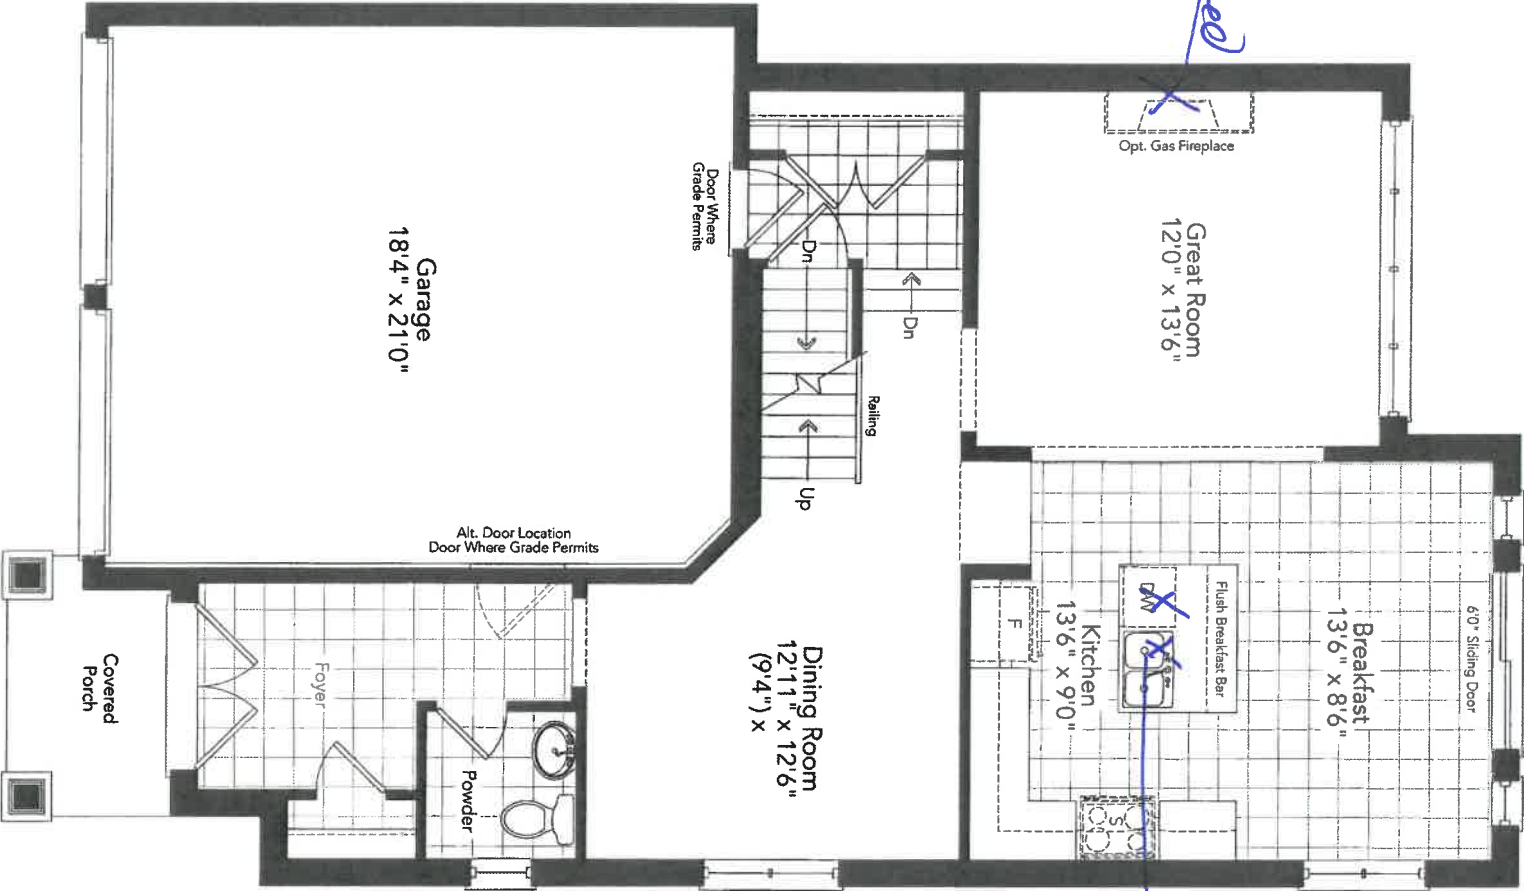 Opt. Gas Fireplace
Great Room
12'0" x 13'6"
Door Where
Grade Permits
Garage
18'4" x 21'0"
Dn
Dn
Railing
Up
Alt. Door Location
Door Where Grade Permits
Breakfast
13'6" x 8'6"
6'0" Sliding Door
Flush Breakfast Bar
DW
Kitchen
13'6" x 9'0"
F
S
Dining Room
12'11" x 12'6"
(9'4") x
Foyer
Powder
Covered
Porch